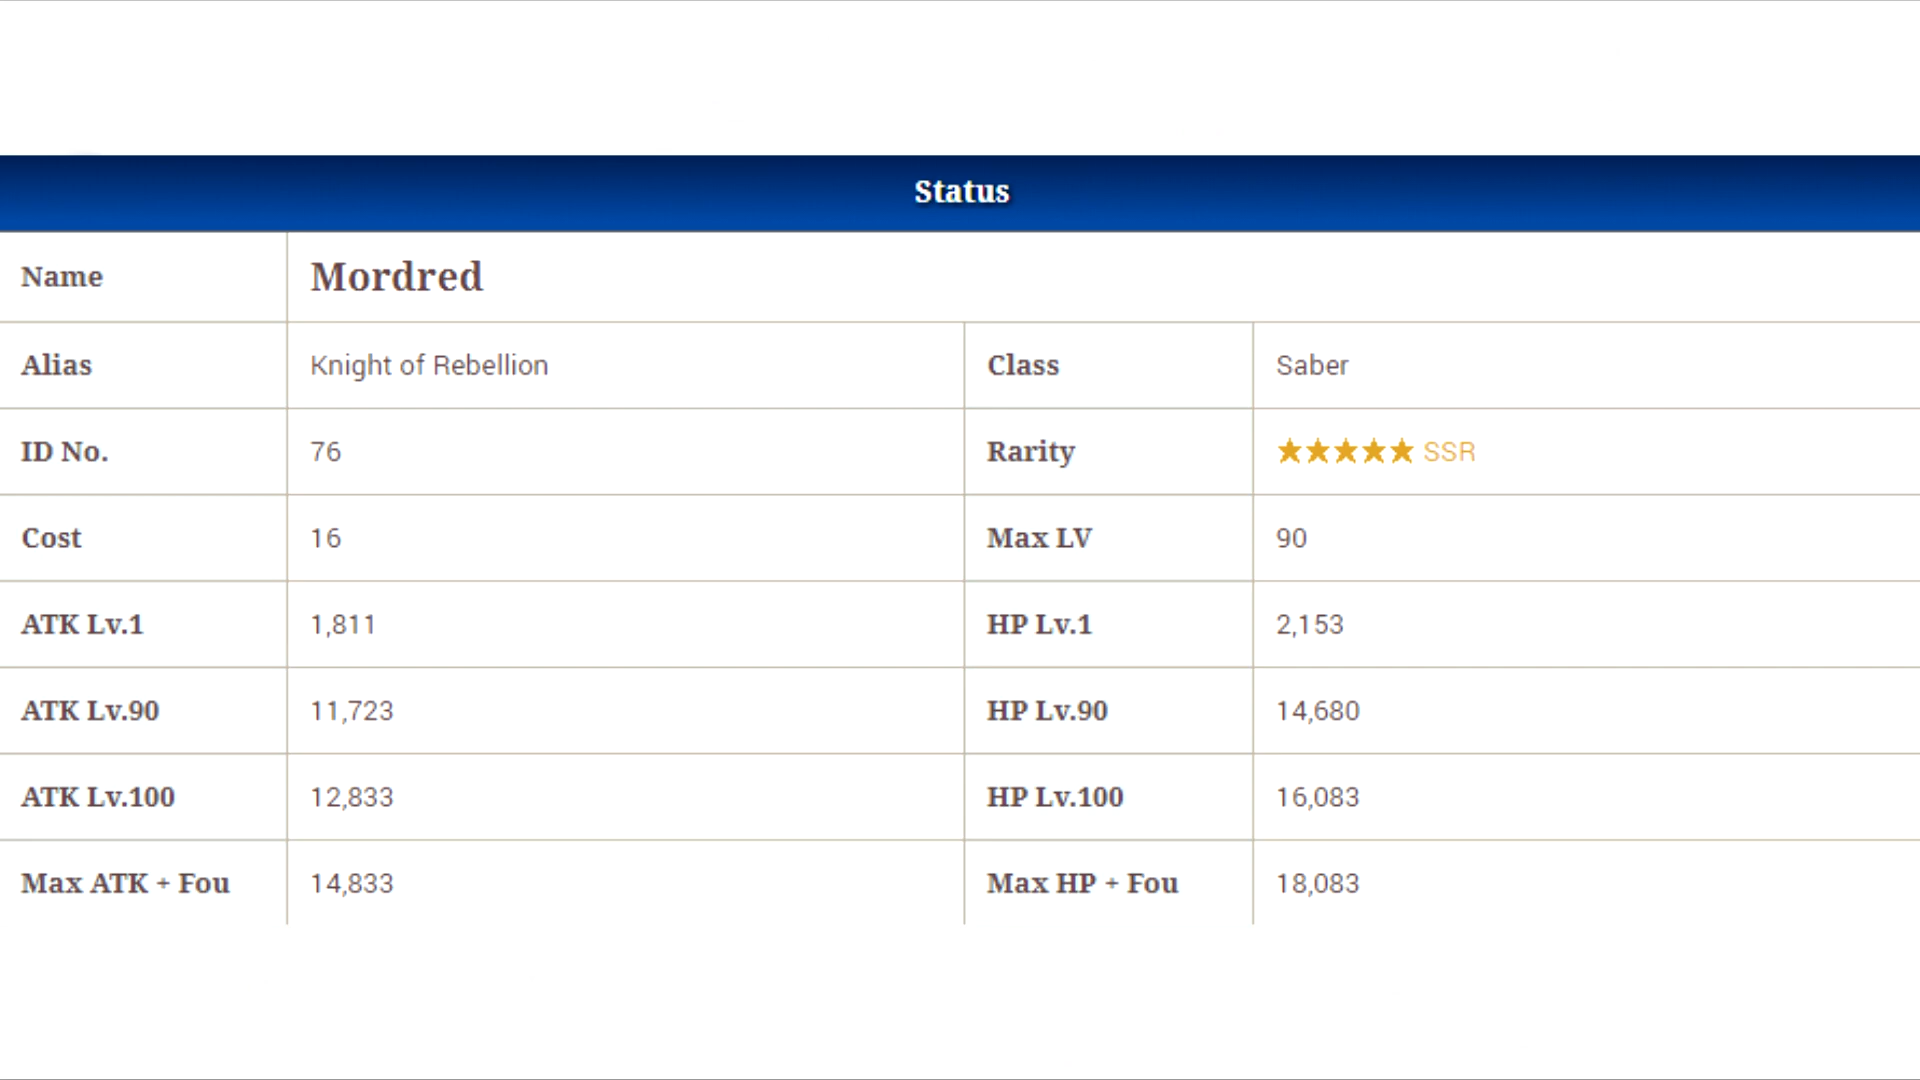 Status
Name Mordred
Alias Knight of Rebellion Class Saber
ID No. 76 Rarity ★★★★★ SSR
Cost 16 Max LV 90
ATK Lv.1 1,811 HP Lv.1 2,153
ATK Lv.90 11,723 HP Lv.90 14,680
ATK Lv.100 12,833 HP Lv.100 16,083
Max ATK + Fou 14,833 Max HP + Fou 18,083